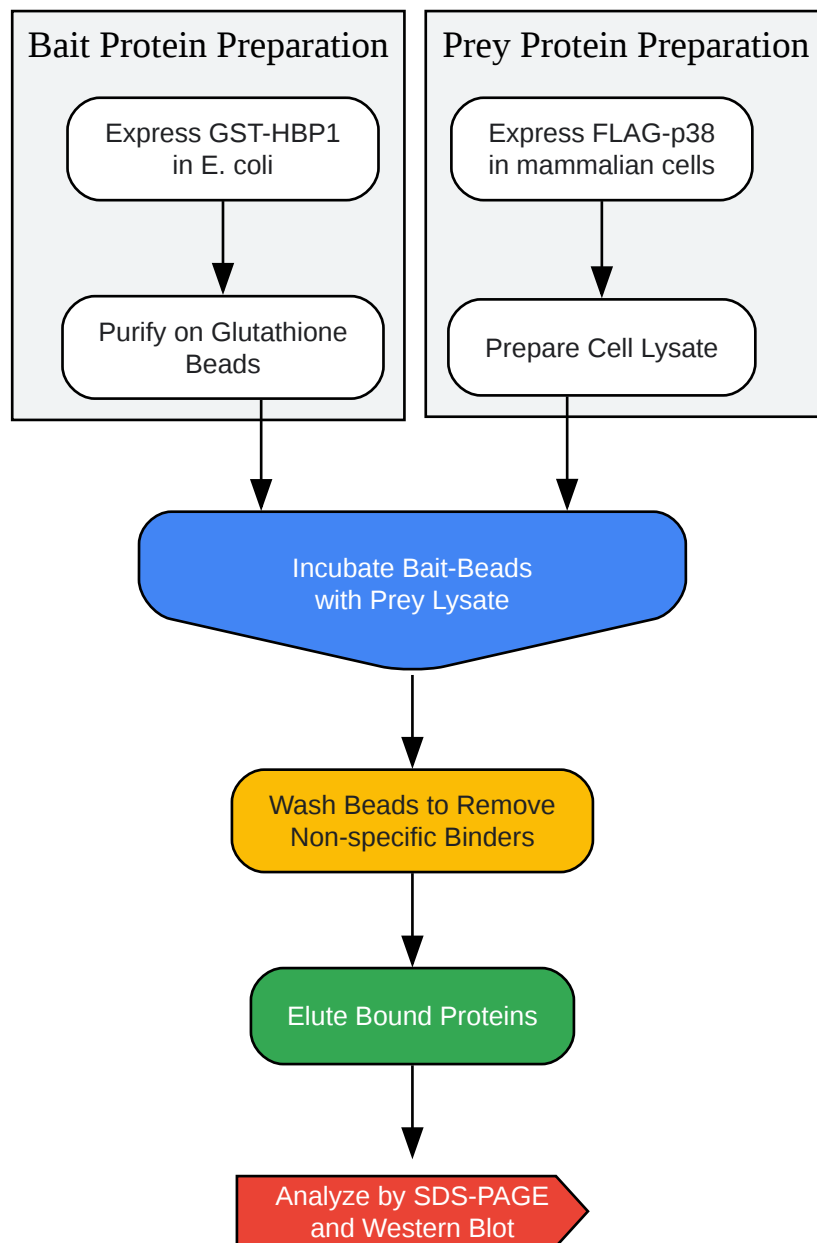 Bait Protein Preparation
Express GST-HBP1
in E. coli
Purify on Glutathione
Beads
Prey Protein Preparation
Express FLAG-p38
in mammalian cells
Prepare Cell Lysate
Incubate Bait-Beads
with Prey Lysate
Wash Beads to Remove
Non-specific Binders
Elute Bound Proteins
Analyze by SDS-PAGE
and Western Blot